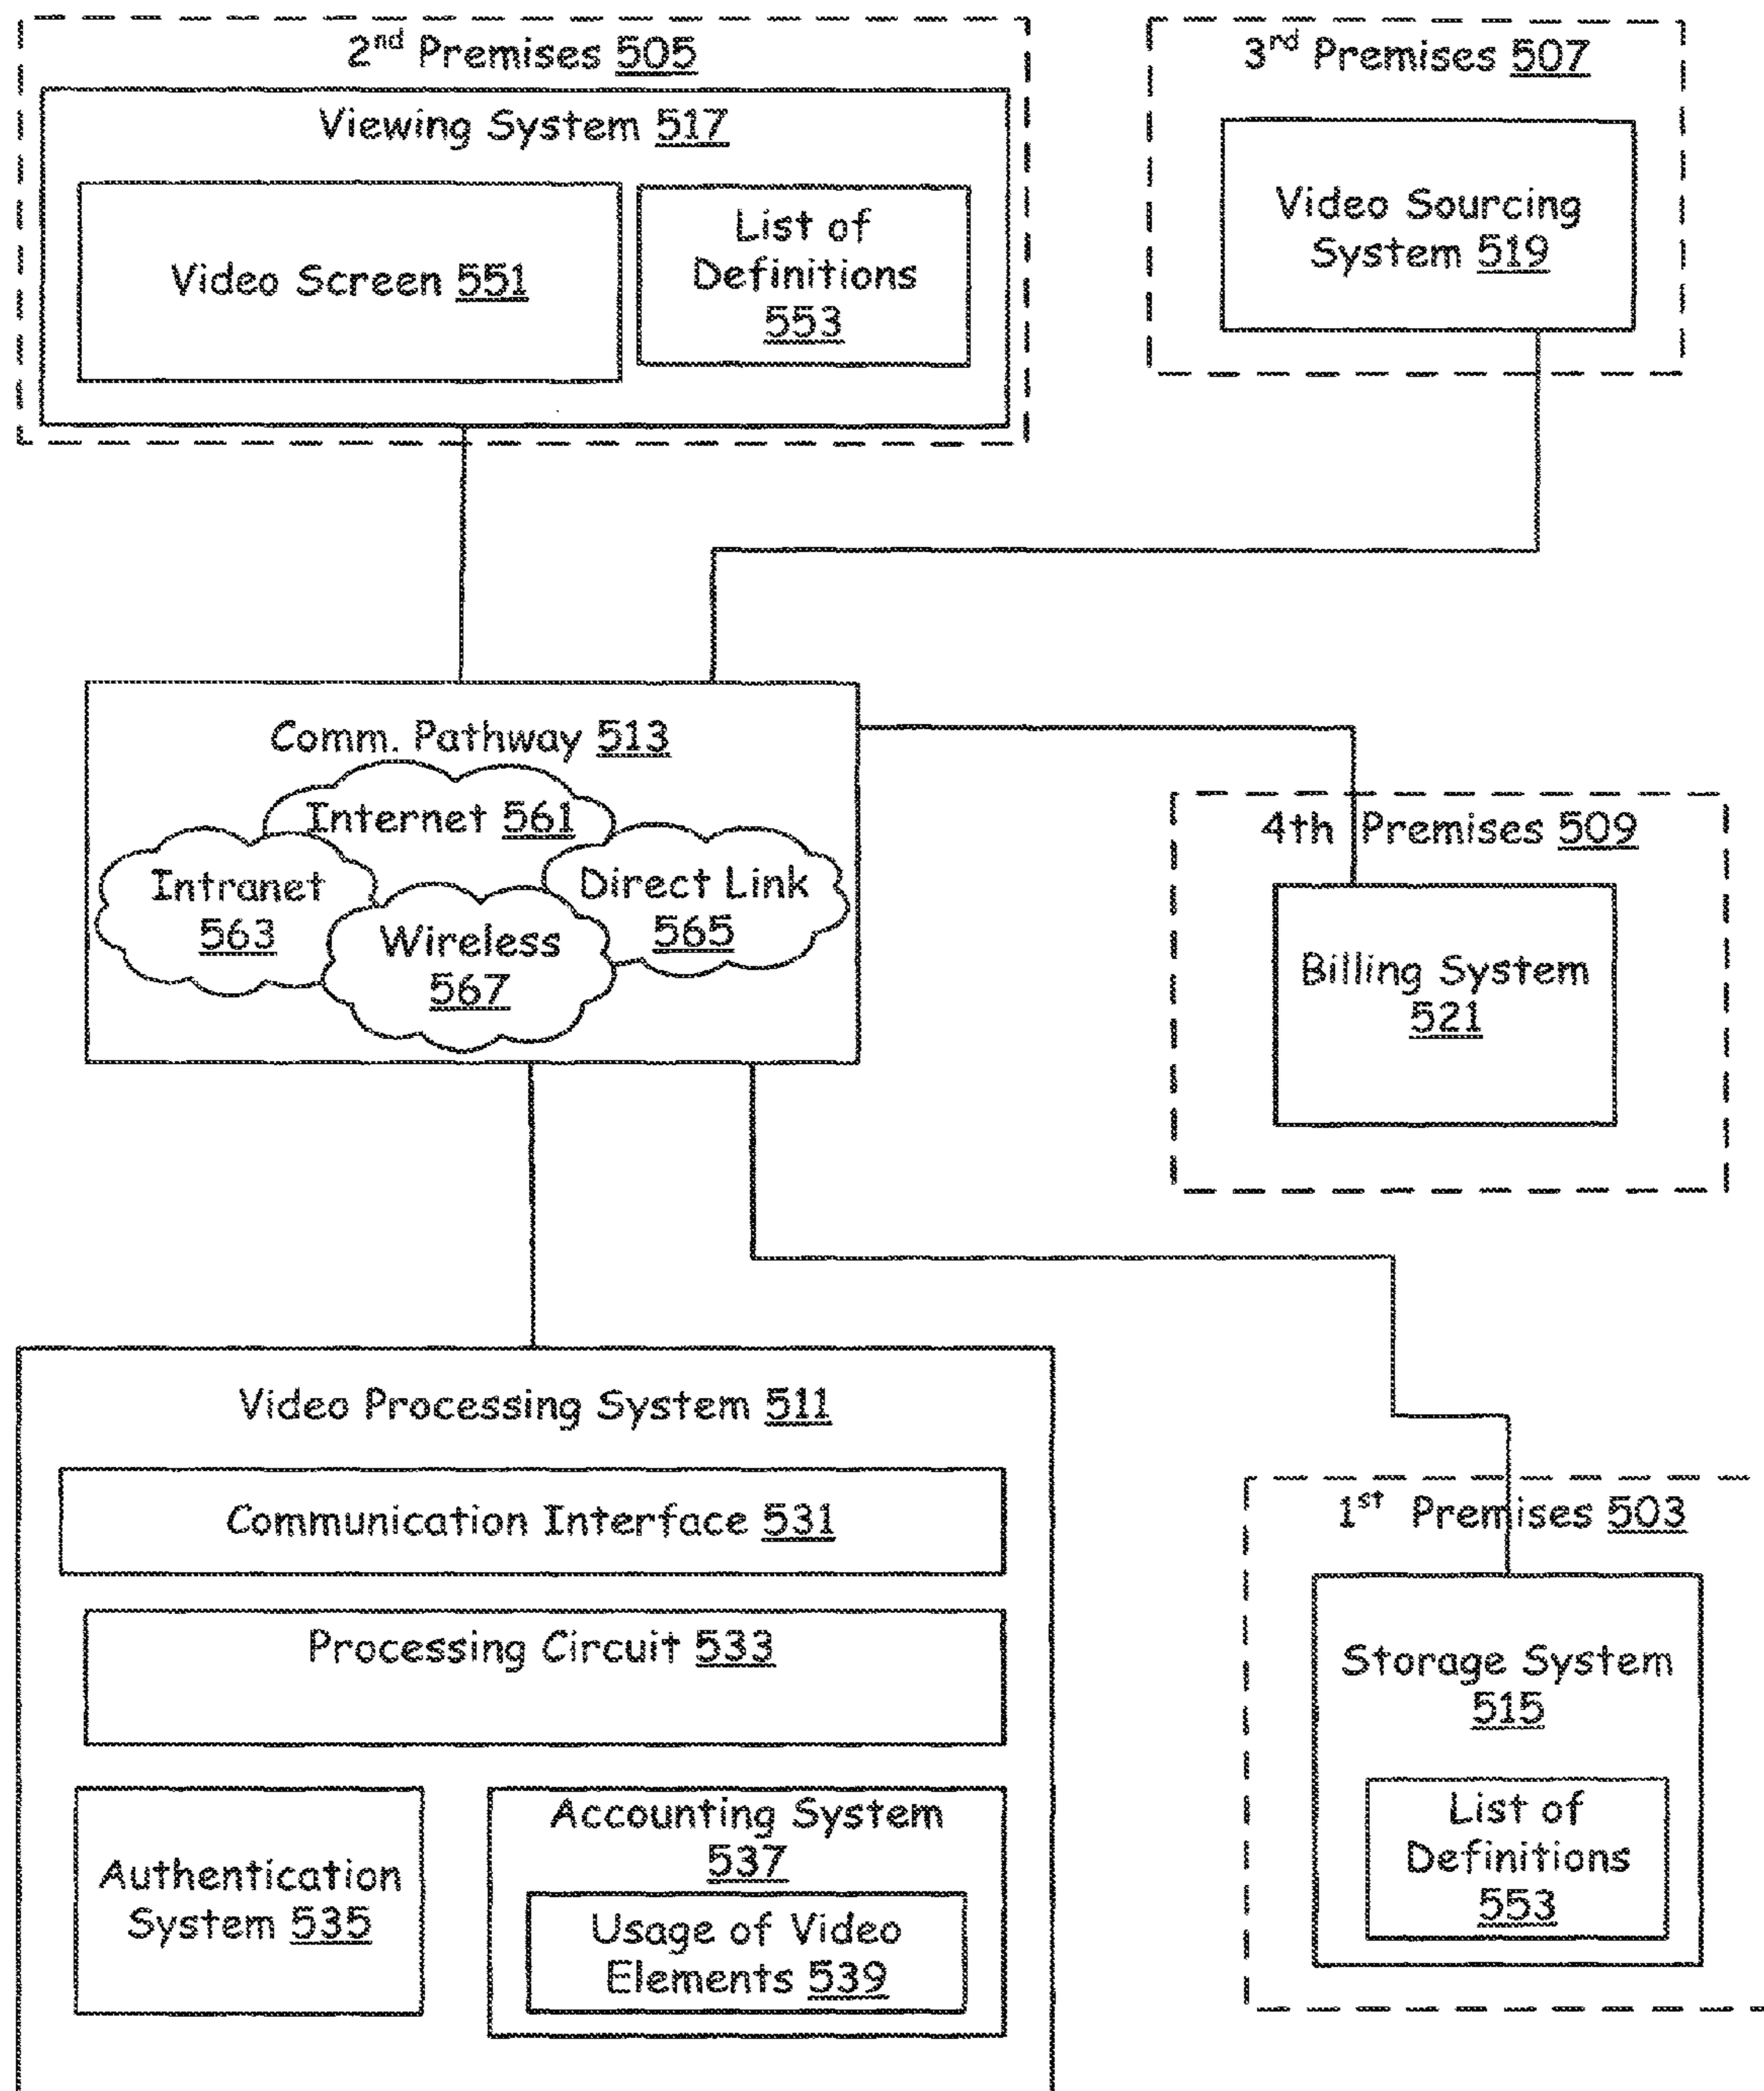 2nd Premises 505
Viewing System 517
Video Screen 551
List of
Definitions
553
3rd Premises 507
Video Sourcing
System 519
Comm. Pathway 513
Internet 561
Intranet
563
Direct Link
565
Wireless
567
4th Premises 509
Billing System
521
Video Processing System 511
Communication Interface 531
Processing Circuit 533
Authentication
System 535
Accounting System
537
Usage of Video
Elements 539
1st Premises 503
Storage System
515
List of
Definitions
553